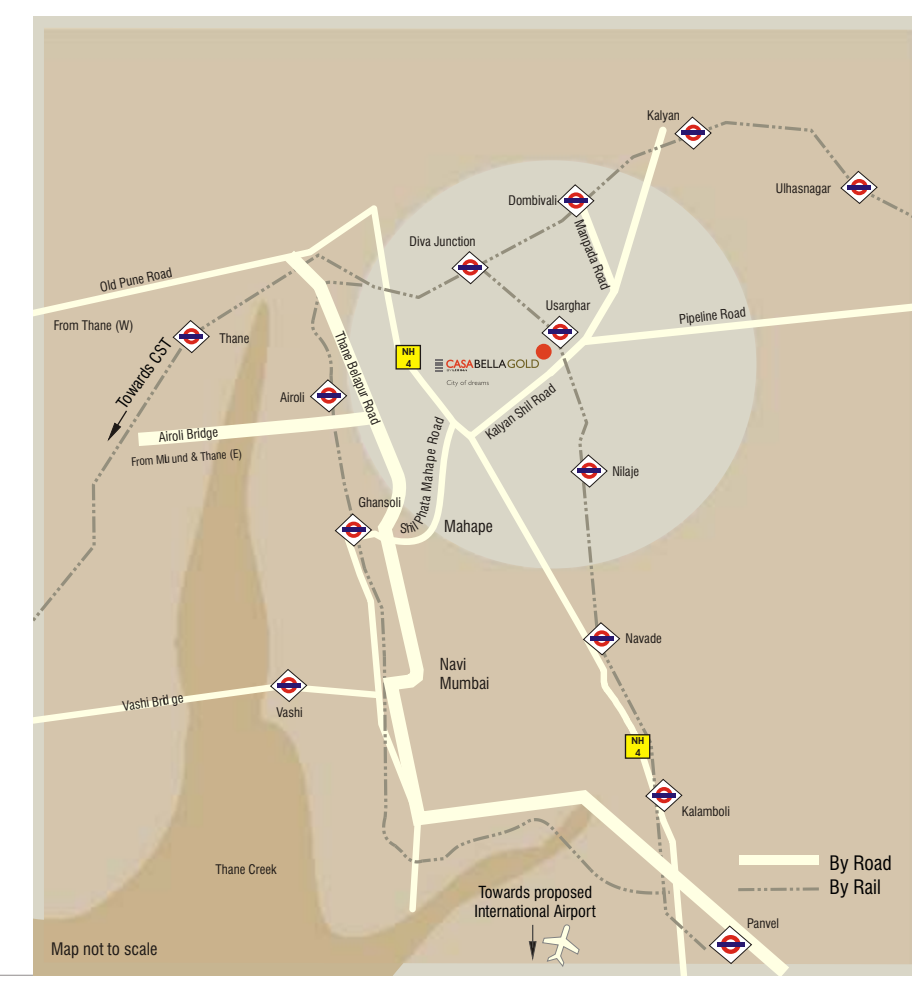 Kalyan
Ulhasnagar
Dombivali
Manpada Road
Diva Junction
Old Pune Road
Usarghar
Pipeline Road
From Thane (W)
Thane
Towards CST
Thane Belapur Road
NH
4
CASABELLAGOLD
City of dreams
Airoli
Kalyan Shil Road
Airoli Bridge
From Mulund & Thane (E)
Shil Phata Mahape Road
Nilaje
Ghansoli
Mahape
Navade
Navi
Mumbai
Vashi Bridge
Vashi
NH
4
Kalamboli
By Road
By Rail
Thane Creek
Towards proposed
International Airport
Panvel
Map not to scale